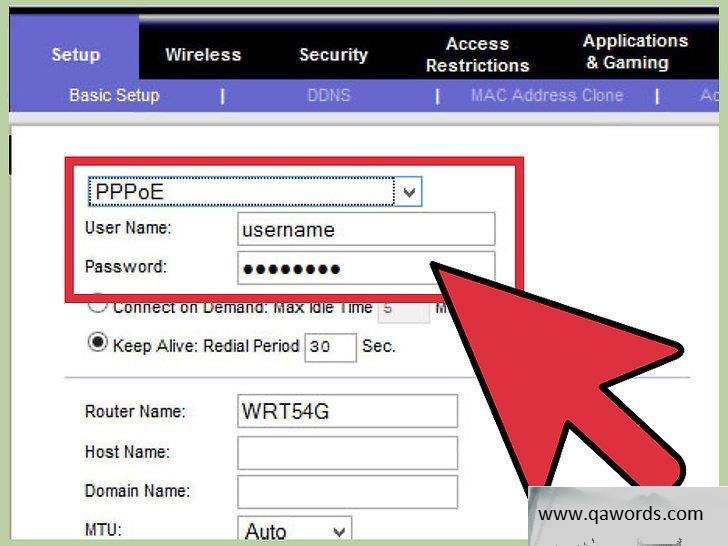 Setup Wireless Security Access Restrictions Applications & Gaming
Basic Setup | DDNS | MAC Address Clone | Ac
PPPoE
User Name: username
Password: ••••••••
Connect on Demand: Max Idle Time 5 M
Keep Alive: Redial Period 30 Sec.
Router Name: WRT54G
Host Name:
Domain Name:
MTU: Auto
www.qawords.com